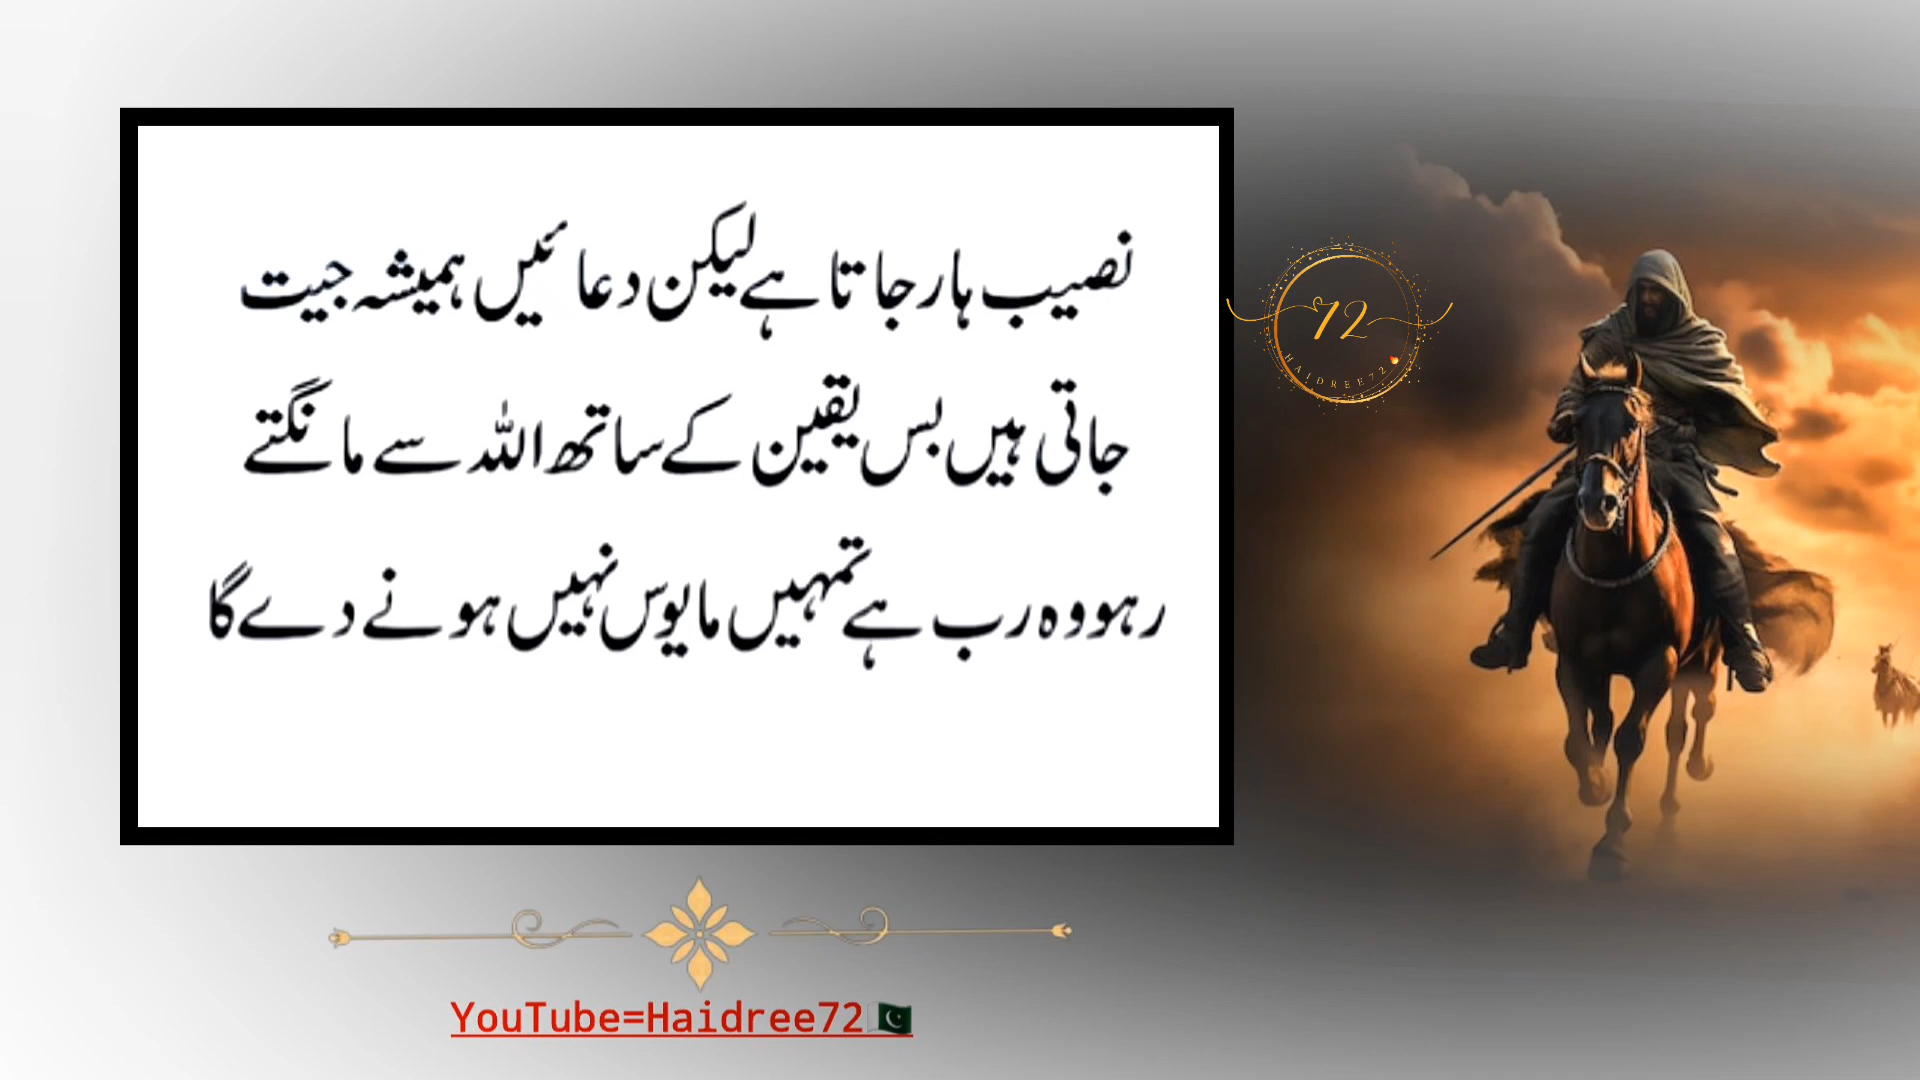 نصیب ہار جاتا ہے لیکن دعائیں ہمیشہ جیت
جاتی ہیں بس یقین کے ساتھ اللہ سے مانگتے
رہو وہ رب ہے تمہیں مایوس نہیں ہونے دے گا
72
HAIDREE72
YouTube=Haidree72🇵🇰